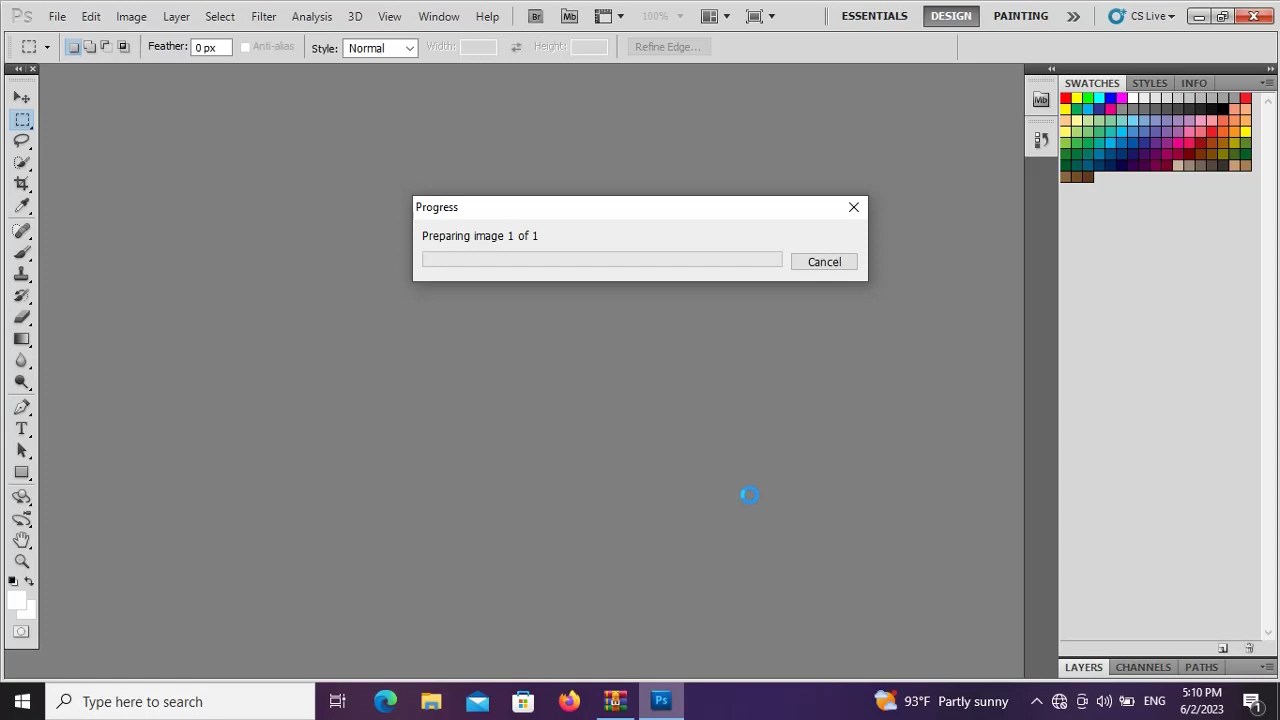 Ps File Edit Image Layer Select Filter Analysis 3D View Window Help Br Mb 100% ESSENTIALS DESIGN PAINTING CS Live
Feather: 0 px Anti-alias Style: Normal Width: Height: Refine Edge...
SWATCHES STYLES INFO
Mb
Progress
Preparing image 1 of 1
Cancel
T
LAYERS CHANNELS PATHS
Type here to search
Ps
93°F Partly sunny
ENG
5:10 PM
6/2/2023
1